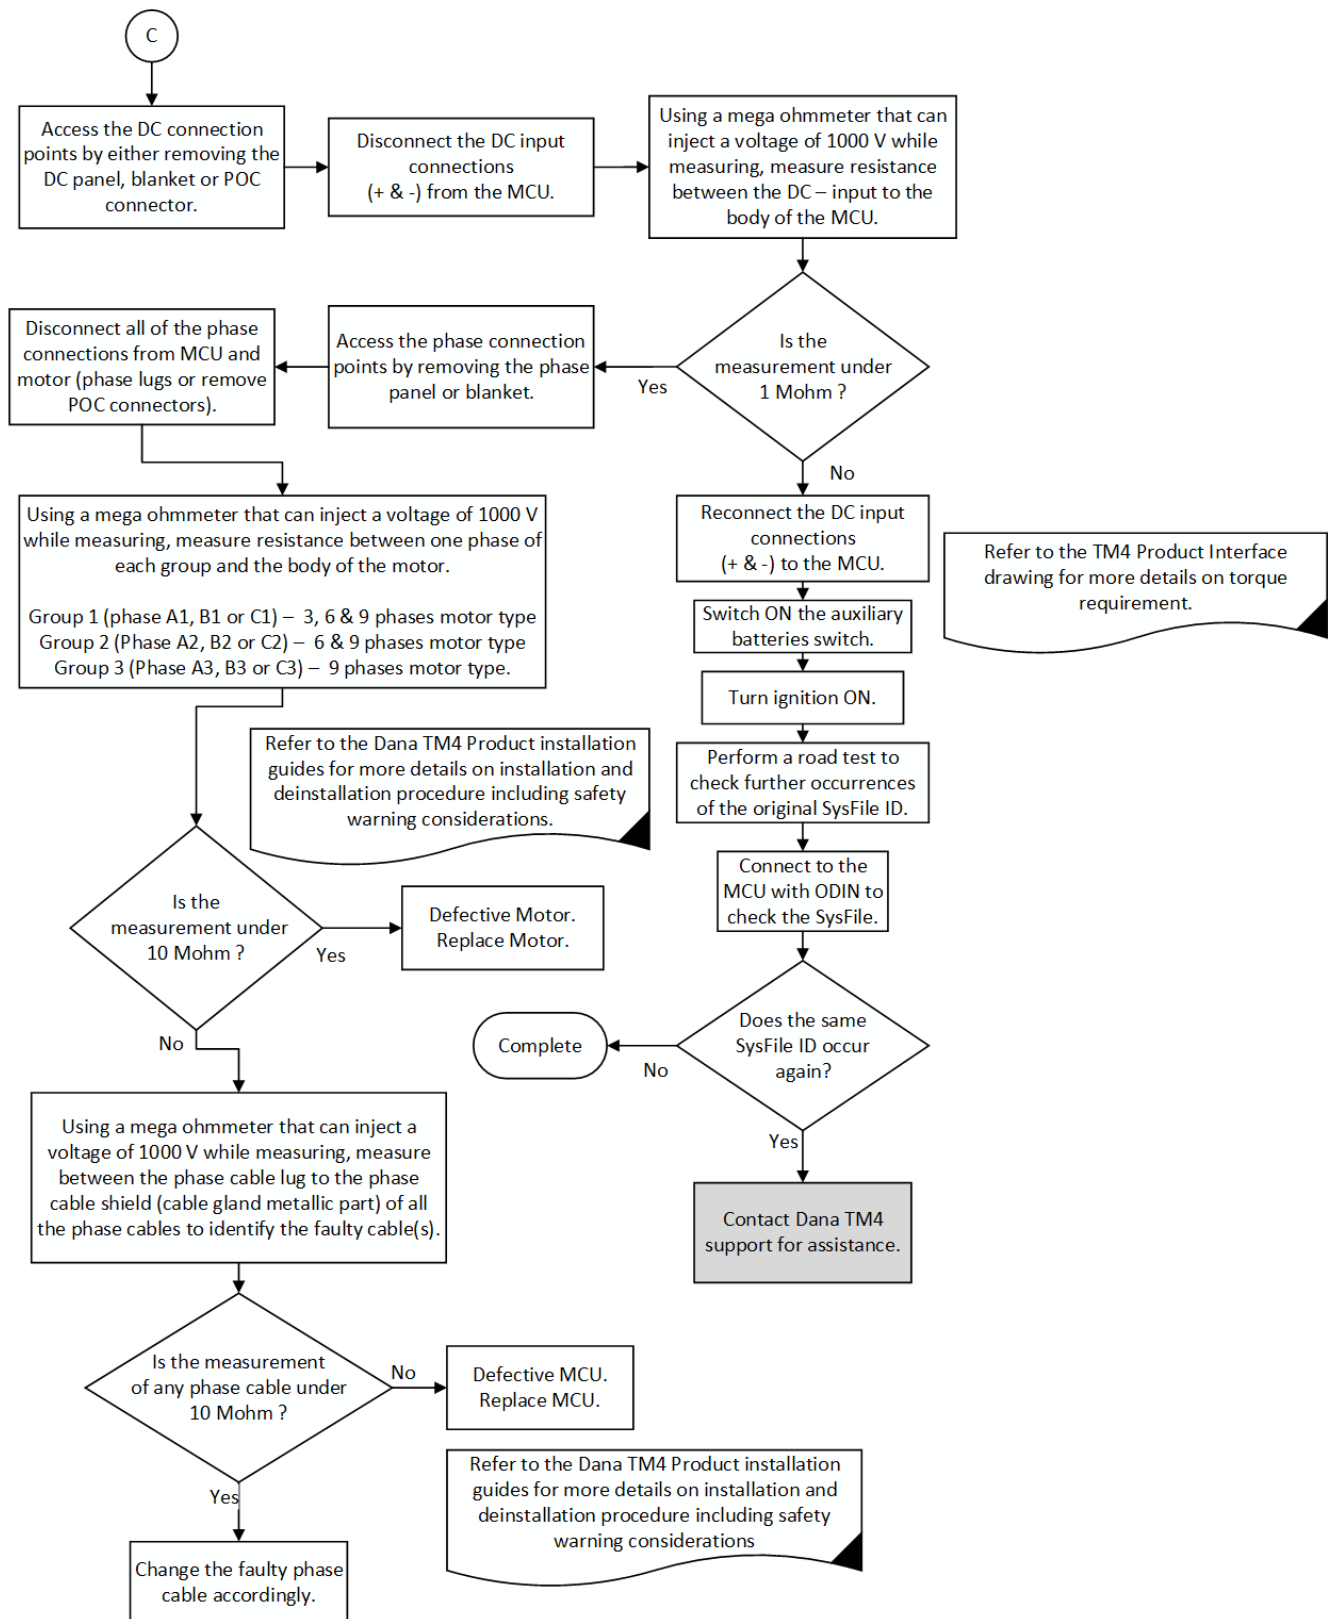 C
Access the DC connection
points by either removing the
DC panel, blanket or POC
connector.
Disconnect the DC input
connections
(+ & -) from the MCU.
Using a mega ohmmeter that can
inject a voltage of 1000 V while
measuring, measure resistance
between the DC – input to the
body of the MCU.
Is the
measurement under
1 Mohm ?
Yes
No
Access the phase connection
points by removing the phase
panel or blanket.
Disconnect all of the phase
connections from MCU and
motor (phase lugs or remove
POC connectors).
Using a mega ohmmeter that can inject a voltage of 1000 V
while measuring, measure resistance between one phase of
each group and the body of the motor.
Group 1 (phase A1, B1 or C1) – 3, 6 & 9 phases motor type
Group 2 (Phase A2, B2 or C2) – 6 & 9 phases motor type
Group 3 (Phase A3, B3 or C3) – 9 phases motor type.
Reconnect the DC input
connections
(+ & -) to the MCU.
Refer to the TM4 Product Interface
drawing for more details on torque
requirement.
Switch ON the auxiliary
batteries switch.
Turn ignition ON.
Perform a road test to
check further occurrences
of the original SysFile ID.
Connect to the
MCU with ODIN to
check the SysFile.
Does the same
SysFile ID occur
again?
No
Complete
Yes
Contact Dana TM4
support for assistance.
Refer to the Dana TM4 Product installation
guides for more details on installation and
deinstallation procedure including safety
warning considerations.
Is the
measurement under
10 Mohm ?
Yes
Defective Motor.
Replace Motor.
No
Using a mega ohmmeter that can inject a
voltage of 1000 V while measuring, measure
between the phase cable lug to the phase
cable shield (cable gland metallic part) of all
the phase cables to identify the faulty cable(s).
Is the measurement
of any phase cable under
10 Mohm ?
No
Defective MCU.
Replace MCU.
Refer to the Dana TM4 Product installation
guides for more details on installation and
deinstallation procedure including safety
warning considerations
Yes
Change the faulty phase
cable accordingly.